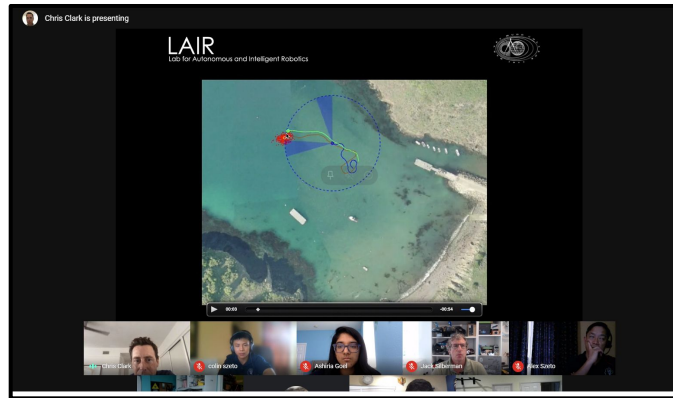 Chris Clark is presenting
LAIR
Lab for Autonomous and Intelligent Robotics
00:03
-00:54
Chris Clark
colin szeto
Ashiria Goel
Jack Silberman
Alex Szeto